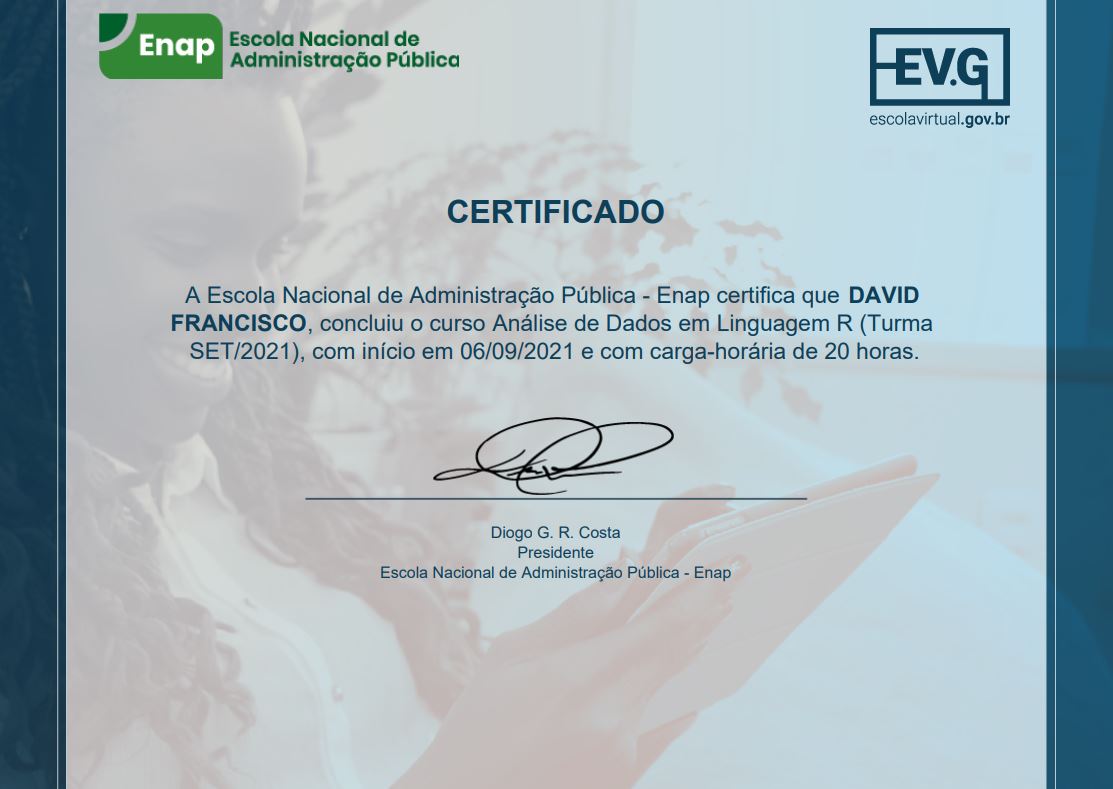 Enap
Escola Nacional de
Administração Pública
EV.G
escolavirtual.gov.br
CERTIFICADO
A Escola Nacional de Administração Pública - Enap certifica que DAVID
FRANCISCO, concluiu o curso Análise de Dados em Linguagem R (Turma
SET/2021), com início em 06/09/2021 e com carga-horária de 20 horas.
Diogo G. R. Costa
Presidente
Escola Nacional de Administração Pública - Enap